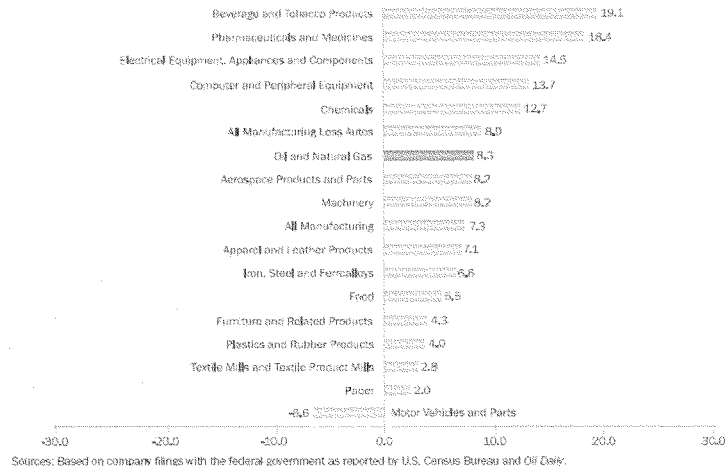 Beverage and Tobacco Products 19.1
Pharmaceuticals and Medicines 18.4
Electrical Equipment, Appliances and Components 14.5
Computer and Peripheral Equipment 13.7
Chemicals 12.7
All Manufacturing Less Autos
Oil and Natural Gas 8.3
Aerospace Products and Parts 8.2
Machinery 8.2
All Manufacturing 7.3
Apparel and Leather Products 7.1
Iron, Steel and Ferroalloys 6.6
Food 5.5
Furniture and Related Products 4.3
Plastics and Rubber Products 4.0
Textile Mills and Textile Product Mills 2.8
Paper 2.0
-6.6 Motor Vehicles and Parts
-30.0 -20.0 -10.0 0.0 10.0 20.0 30.0
Sources: Based on company filings with the federal government as reported by U.S. Census Bureau and Oil Daily.